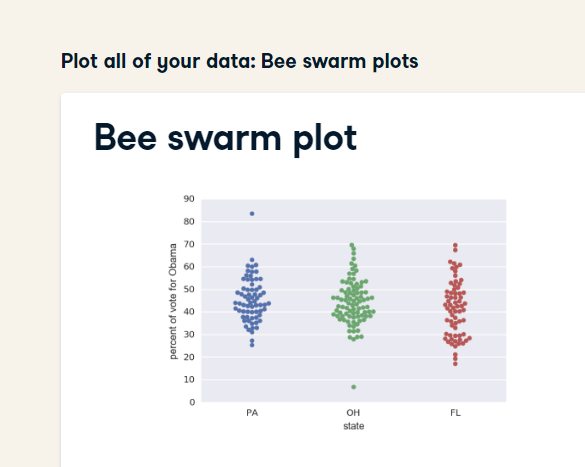 Plot all of your data: Bee swarm plots
Bee swarm plot
90
80
70
60
50
40
30
20
10
0
percent of vote for Obama
PA
OH
FL
state